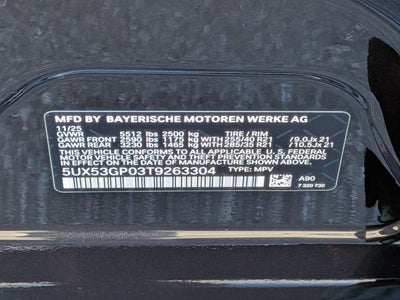 MFD BY BAYERISCHE MOTOREN WERKE AG
11/25
GVWR 5512 lbs 2500 kg TIRE / RIM
GAWR FRONT 2590 lbs 1175 kg WITH 255/40 R21 /9.0Jx 21
GAWR REAR 3230 lbs 1465 kg WITH 285/35 R21 /10.5Jx 21
THIS VEHICLE CONFORMS TO ALL APPLICABLE U.S. FEDERAL
MOTOR VEHICLE SAFETY, BUMPER, AND THEFT PREVENTION
STANDARDS IN EFFECT ON THE DATE OF MANUFACTURE SHOWN ABOVE.
5UX53GP03T9263304 TYPE: MPV
A90
7 320 730